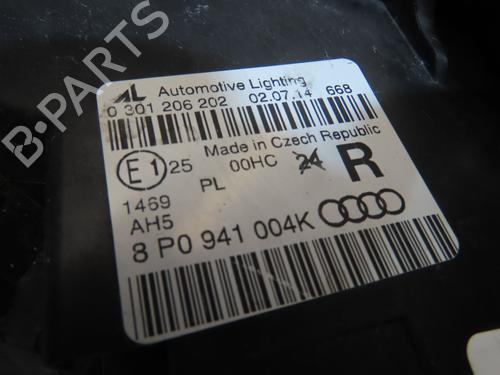 B-PARTS
AL Automotive Lighting
0 301 206 202 02.07.14 668
Made in Czech Republic
E1 25 00HC 24 R
PL
1469
AH5
8 P0 941 004K